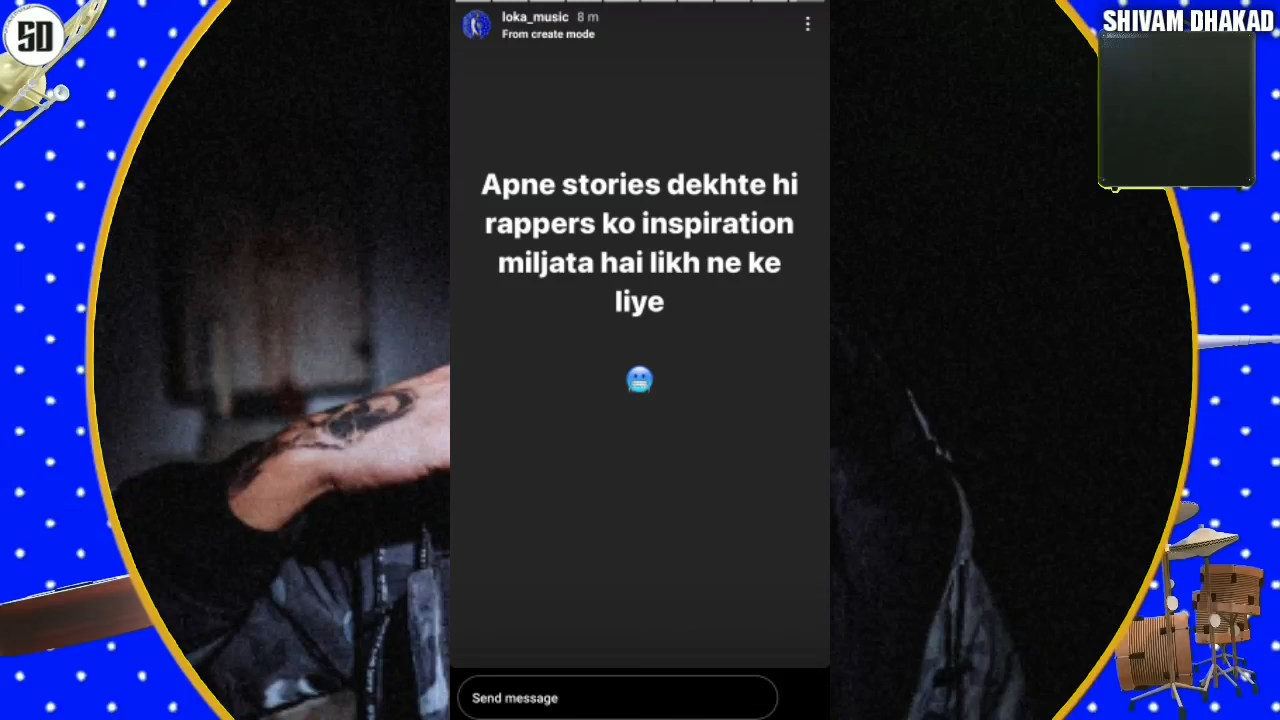 SD
SHIVAM DHAKAD
loka_music 8 m
From create mode
Apne stories dekhte hi
rappers ko inspiration
miljata hai likh ne ke
liye
🥶
Send message